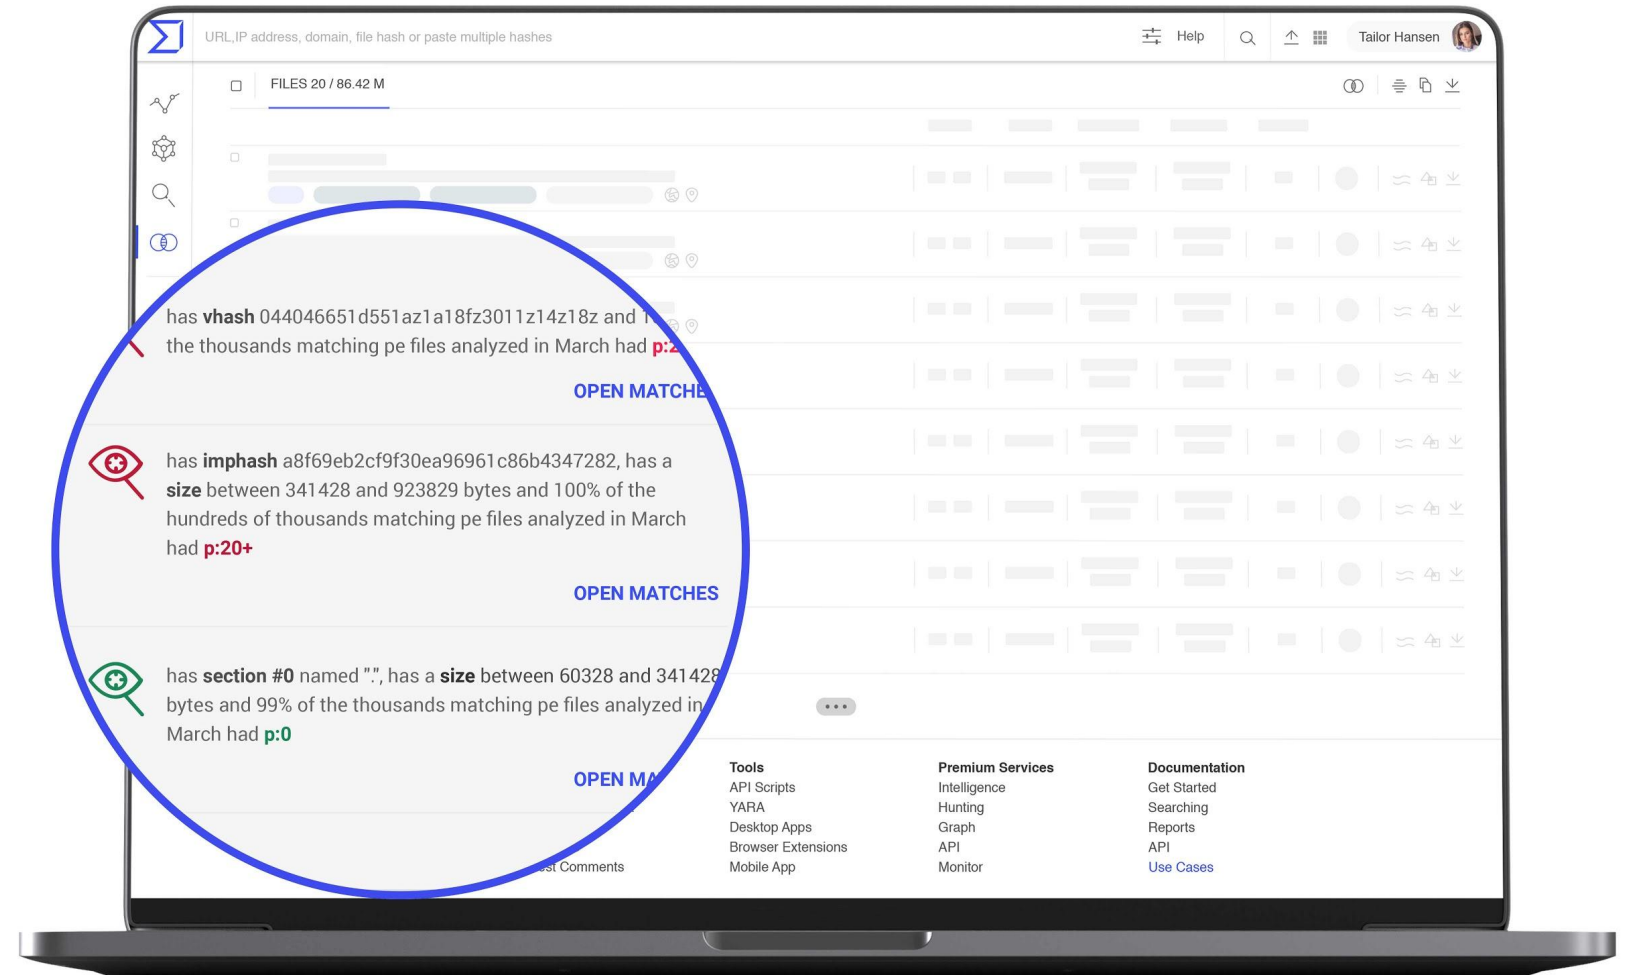 URL,IP address, domain, file hash or paste multiple hashes
Help
Tailor Hansen
FILES 20 / 86.42 M
has vhash 044046651d551az1a18fz3011z14z18z and
the thousands matching pe files analyzed in March had
OPEN
has imphash a8f69eb2cf9f30ea96961c86b4347282, has a
size between 341428 and 923829 bytes and 100% of the
hundreds of thousands matching pe files analyzed in March
had p:20+
OPEN MATCHES
has section #0 named ".", has a size between 60328 and 341428
bytes and 99% of the thousands matching pe files analyzed in
March had p:0
OPEN
Comments
Tools
API Scripts
YARA
Desktop Apps
Browser Extensions
Mobile App
Premium Services
Intelligence
Hunting
Graph
API
Monitor
Documentation
Get Started
Searching
Reports
API
Use Cases